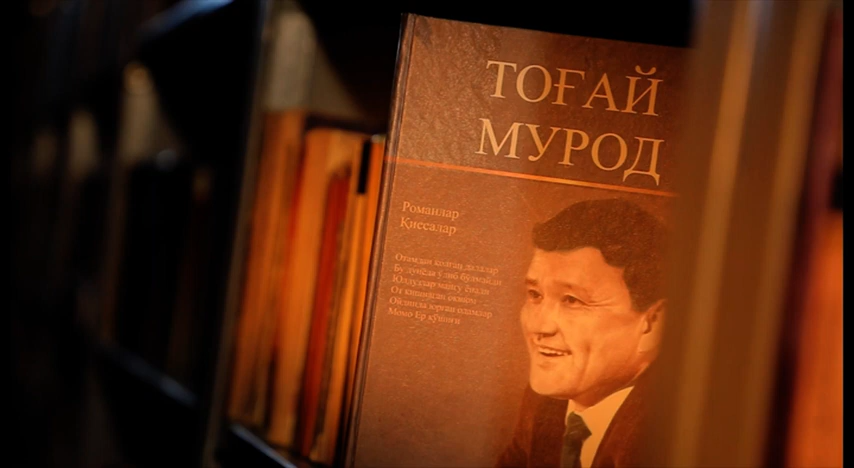 ТОҒАЙ
МУРОД
Романлар
Қиссалар
Отамдан қолган далалар
Бу дунёда ўлиб бўлмайди
Юлдузлар мангу ёнади
От кишнаган оқшом
Ойдинда юрган одамлар
Момо Ер қўшиғи